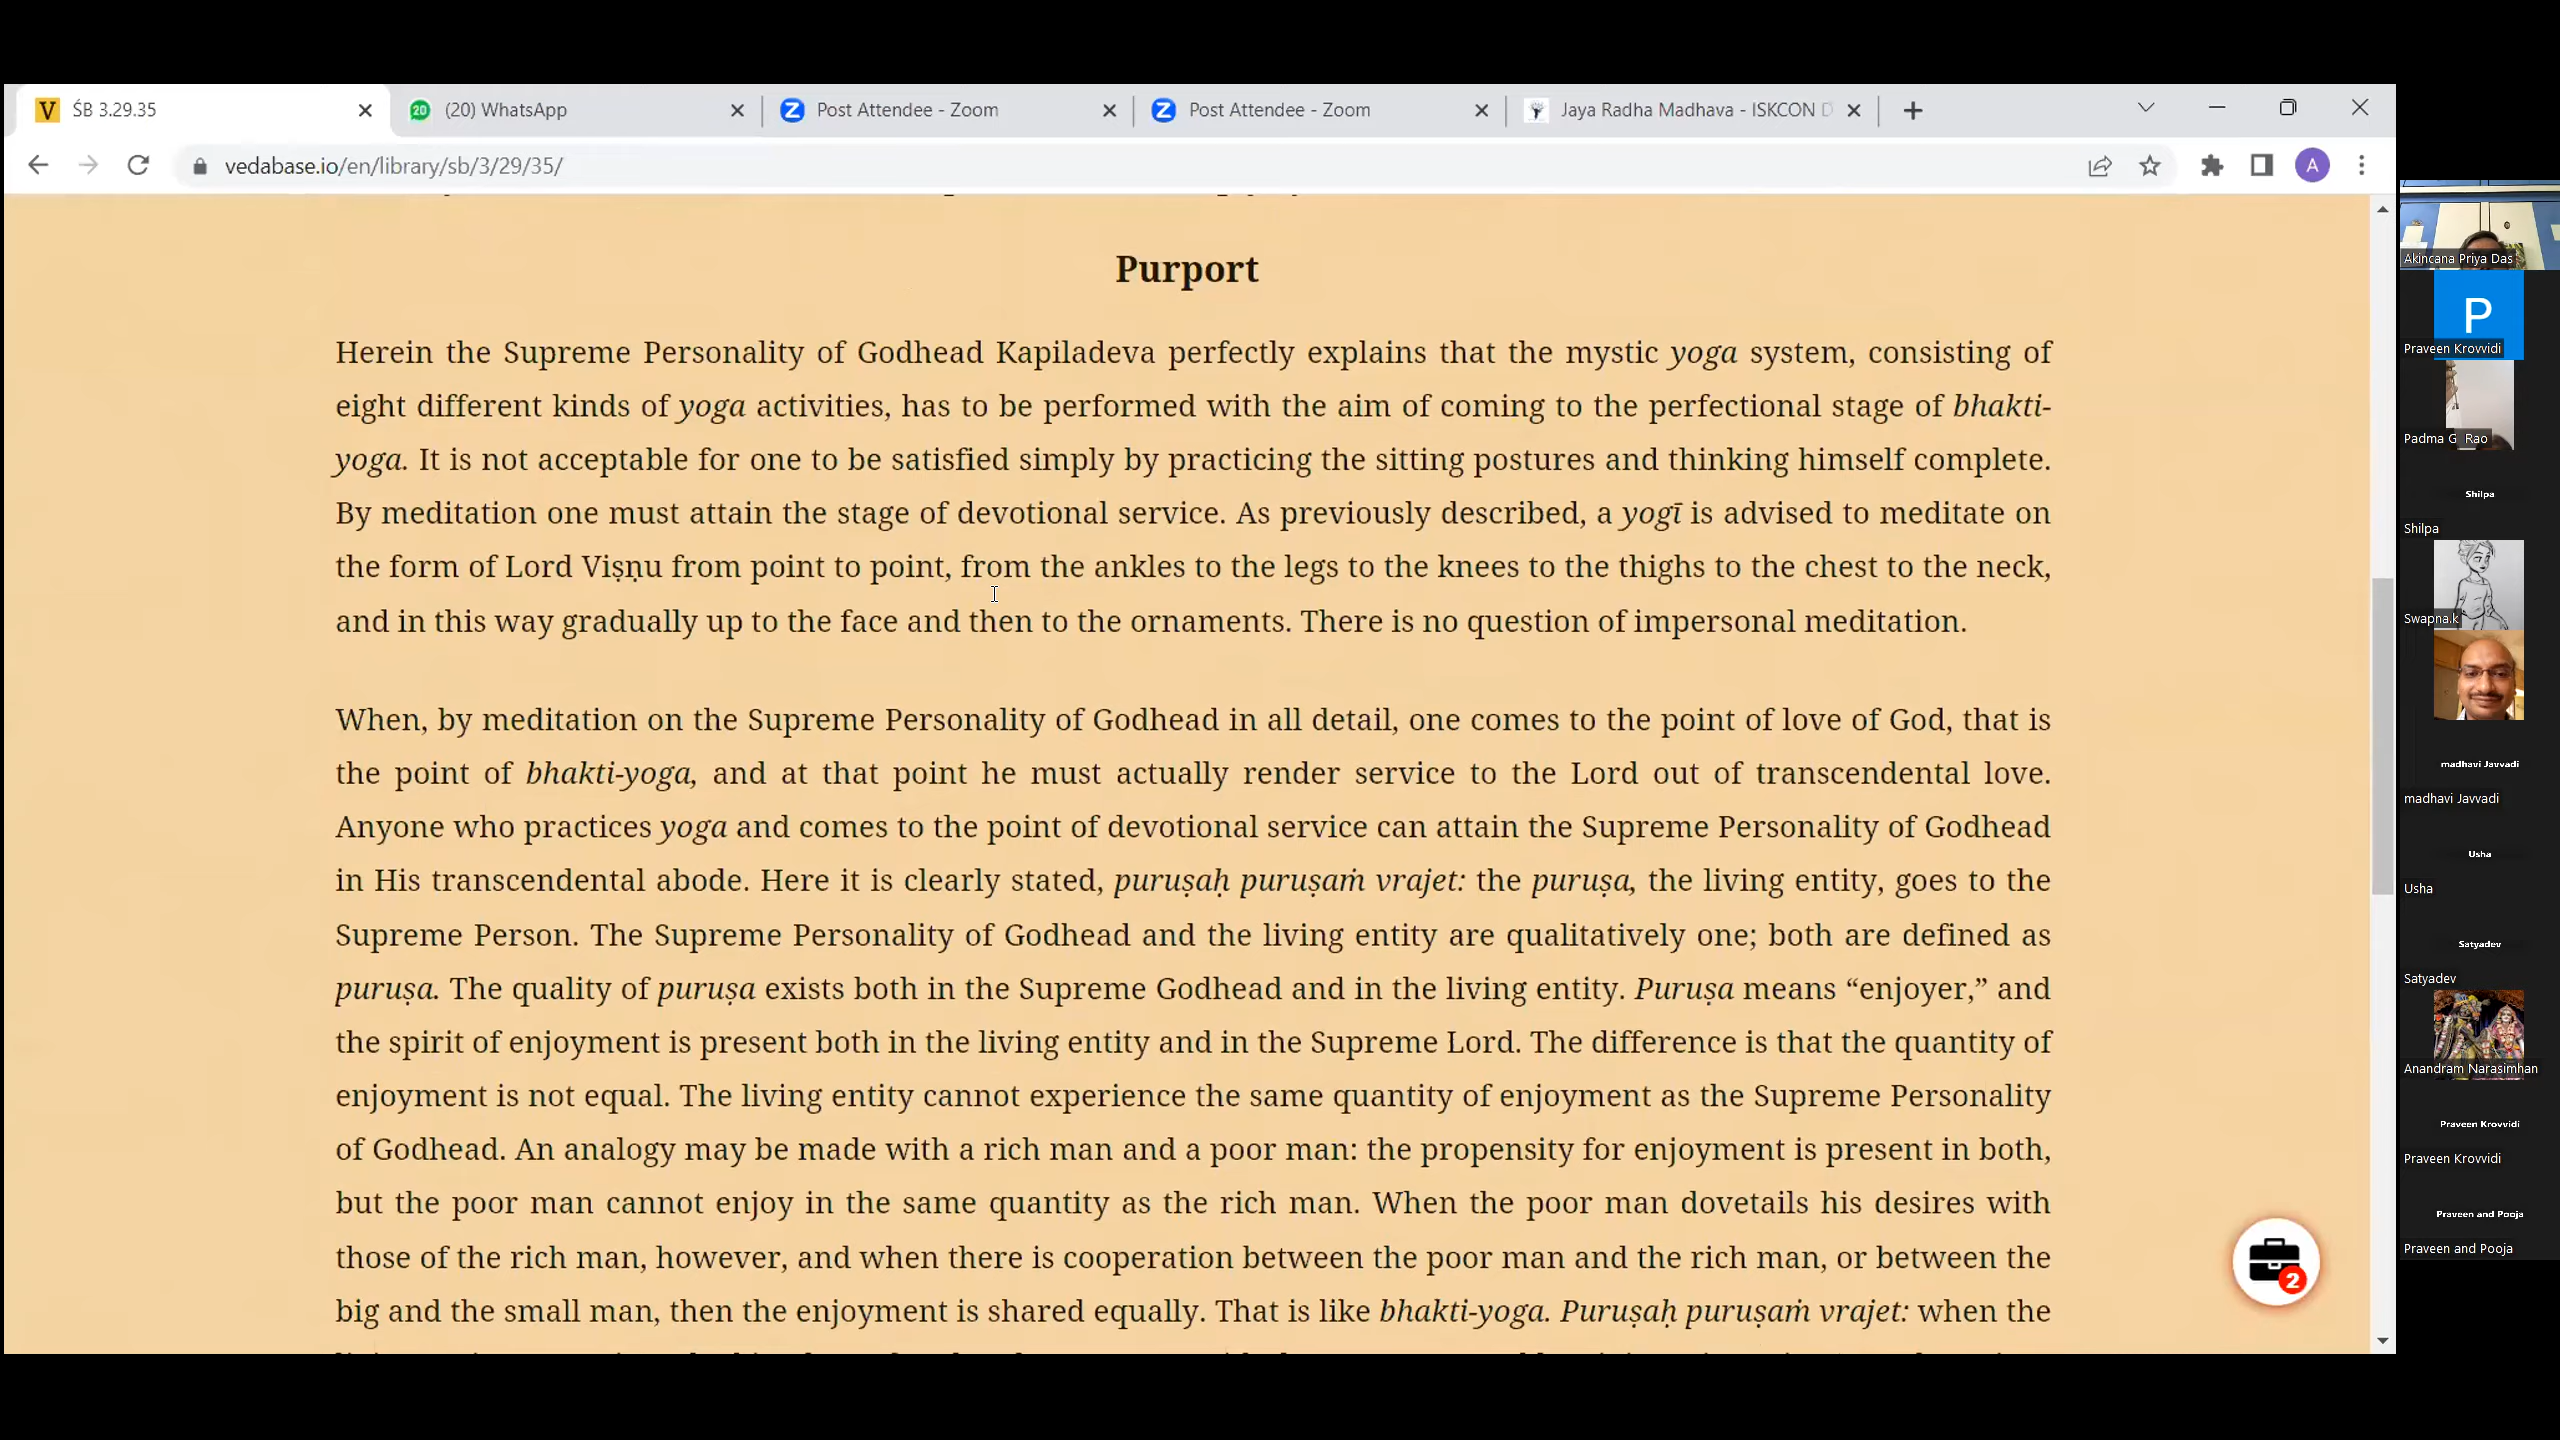 ŚB 3.29.35
(20) WhatsApp
Post Attendee - Zoom
Post Attendee - Zoom
Jaya Radha Madhava - ISKCON D
vedabase.io/en/library/sb/3/29/35/
A
Purport
Herein the Supreme Personality of Godhead Kapiladeva perfectly explains that the mystic yoga system, consisting of
eight different kinds of yoga activities, has to be performed with the aim of coming to the perfectional stage of bhakti-
yoga. It is not acceptable for one to be satisfied simply by practicing the sitting postures and thinking himself complete.
By meditation one must attain the stage of devotional service. As previously described, a yogī is advised to meditate on
the form of Lord Viṣṇu from point to point, from the ankles to the legs to the knees to the thighs to the chest to the neck,
and in this way gradually up to the face and then to the ornaments. There is no question of impersonal meditation.
When, by meditation on the Supreme Personality of Godhead in all detail, one comes to the point of love of God, that is
the point of bhakti-yoga, and at that point he must actually render service to the Lord out of transcendental love.
Anyone who practices yoga and comes to the point of devotional service can attain the Supreme Personality of Godhead
in His transcendental abode. Here it is clearly stated, puruṣaḥ puruṣaṁ vrajet: the puruṣa, the living entity, goes to the
Supreme Person. The Supreme Personality of Godhead and the living entity are qualitatively one; both are defined as
puruṣa. The quality of puruṣa exists both in the Supreme Godhead and in the living entity. Puruṣa means “enjoyer,” and
the spirit of enjoyment is present both in the living entity and in the Supreme Lord. The difference is that the quantity of
enjoyment is not equal. The living entity cannot experience the same quantity of enjoyment as the Supreme Personality
of Godhead. An analogy may be made with a rich man and a poor man: the propensity for enjoyment is present in both,
but the poor man cannot enjoy in the same quantity as the rich man. When the poor man dovetails his desires with
those of the rich man, however, and when there is cooperation between the poor man and the rich man, or between the
big and the small man, then the enjoyment is shared equally. That is like bhakti-yoga. Puruṣaḥ puruṣaṁ vrajet: when the
2
Akincana Priya Das
P
Praveen Krovvidi
Padma G Rao
Shilpa
Shilpa
Swapna.k
madhavi Javvadi
madhavi Javvadi
Usha
Usha
Satyadev
Satyadev
Anandram Narasimhan
Praveen Krovvidi
Praveen Krovvidi
Praveen and Pooja
Praveen and Pooja